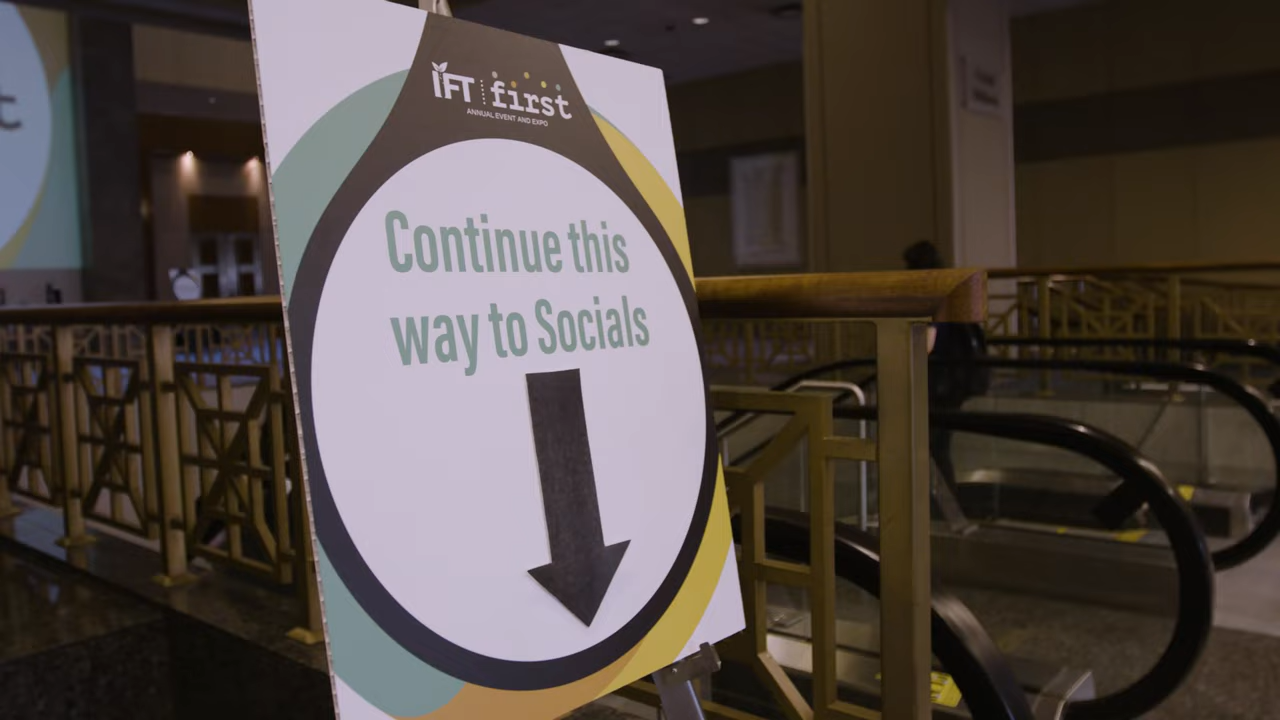 IFT first
ANNUAL EVENT AND EXPO
Continue this
way to Socials